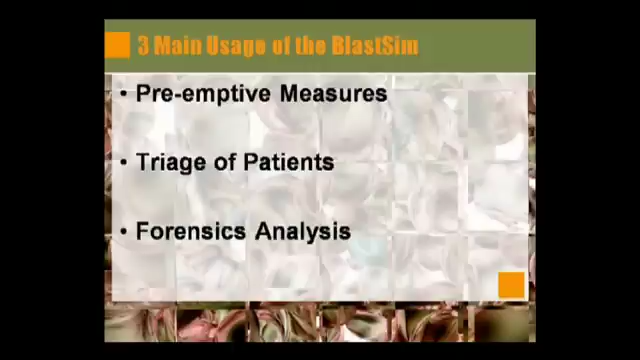 3 Main Usage of the BlastSim
• Pre-emptive Measures
• Triage of Patients
• Forensics Analysis